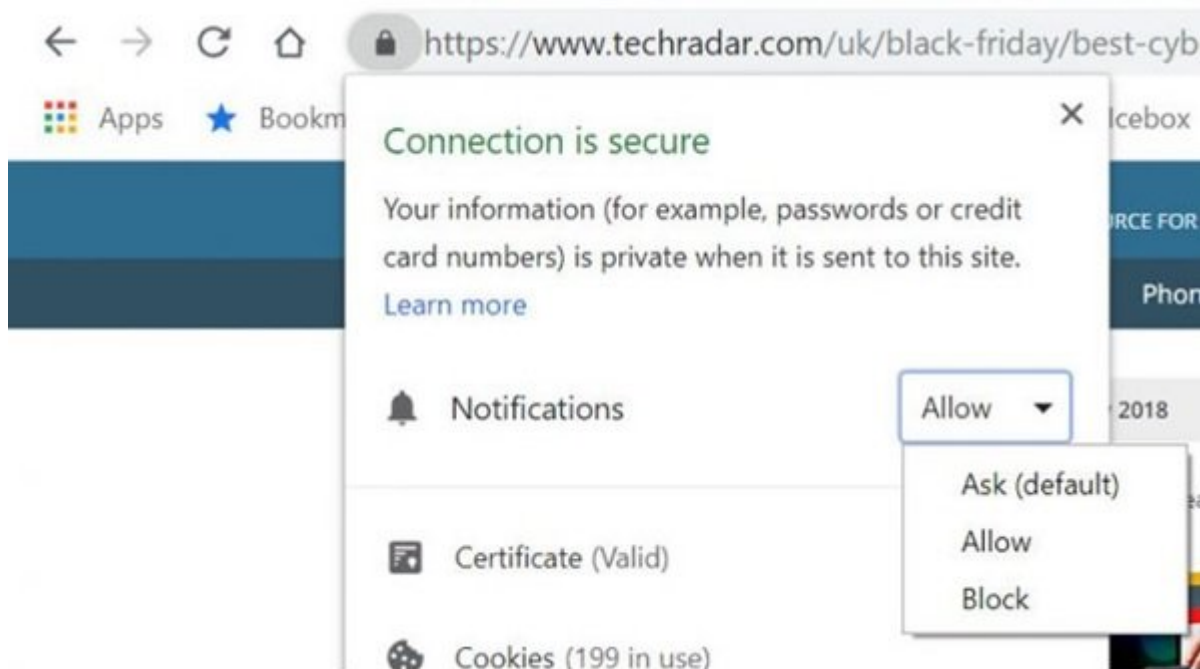 https://www.techradar.com/uk/black-friday/best-cyb
Apps Bookm Icebox
Connection is secure
Your information (for example, passwords or credit
card numbers) is private when it is sent to this site.
Learn more
RCE FOR
Phon
Notifications
Allow
2018
Ask (default)
Allow
Block
Certificate (Valid)
Cookies (199 in use)